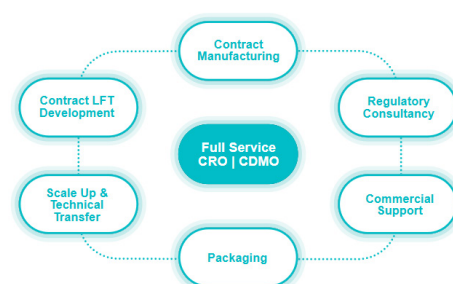 Contract
Manufacturing
Contract LFT
Development
Regulatory
Consultancy
Full Service
CRO | CDMO
Scale Up &
Technical
Transfer
Commercial
Support
Packaging